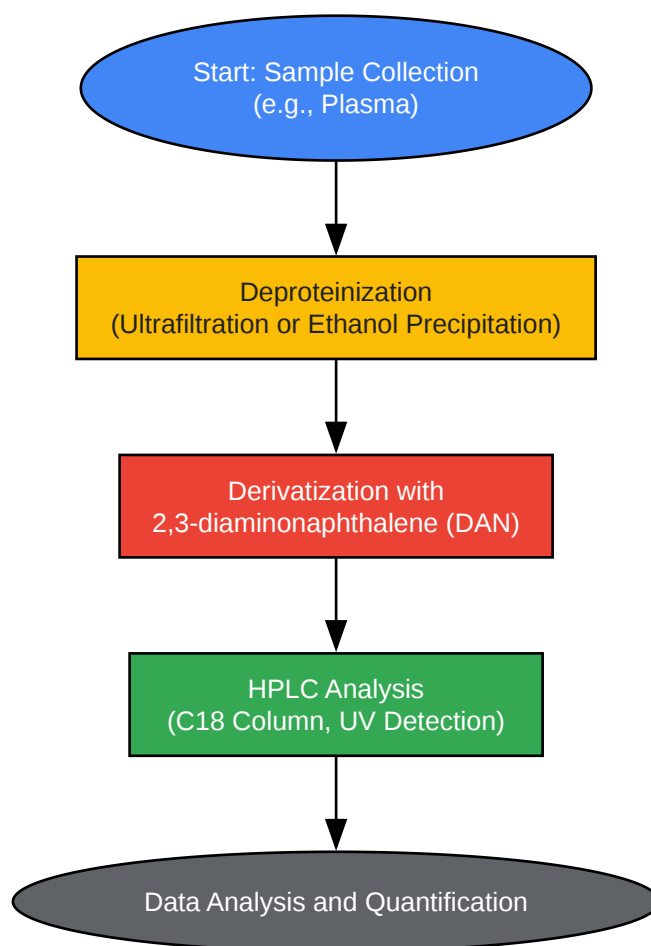 Start: Sample Collection
(e.g., Plasma)
Deproteinization
(Ultrafiltration or Ethanol Precipitation)
Derivatization with
2,3-diaminonaphthalene (DAN)
HPLC Analysis
(C18 Column, UV Detection)
Data Analysis and Quantification